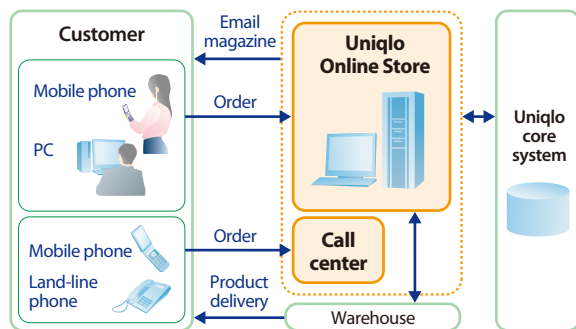 Customer
Mobile phone
PC
Mobile phone
Land-line
phone
Email
magazine
Order
Order
Product
delivery
Uniqlo
Online Store
Call
center
Warehouse
Uniqlo
core
system